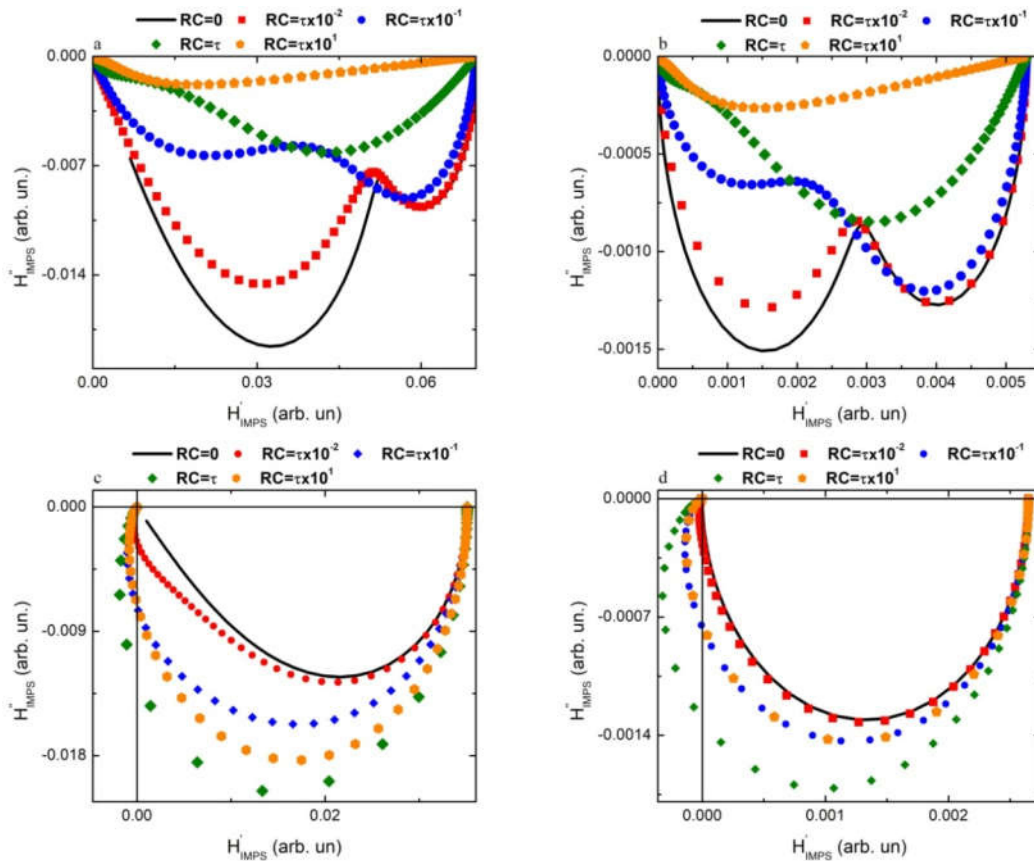 RC=0 RC=τx10⁻² RC=τx10⁻¹
RC=τ RC=τx10¹
a
0.000
-0.007
-0.014
0.00 0.03 0.06
H''IMPS (arb. un.)
H'IMPS (arb. un)
RC=0 RC=τx10⁻² RC=τx10⁻¹
RC=τ RC=τx10¹
b
0.0000
-0.0005
-0.0010
-0.0015
0.000 0.001 0.002 0.003 0.004 0.005
H''IMPS (arb. un.)
H'IMPS (arb. un)
RC=0 RC=τx10⁻² RC=τx10⁻¹
RC=τ RC=τx10¹
c
0.000
-0.009
-0.018
0.00 0.02
H''IMPS (arb. un.)
H'IMPS (arb. un)
RC=0 RC=τx10⁻² RC=τx10⁻¹
RC=τ RC=τx10¹
d
0.0000
-0.0007
-0.0014
0.000 0.001 0.002
H''IMPS (arb. un.)
H'IMPS (arb. un)